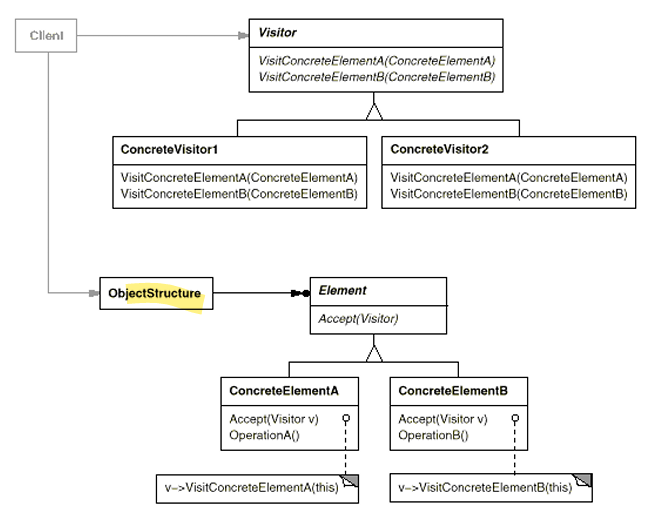 Client
Visitor
VisitConcreteElementA(ConcreteElementA)
VisitConcreteElementB(ConcreteElementB)
ConcreteVisitor1
VisitConcreteElementA(ConcreteElementA)
VisitConcreteElementB(ConcreteElementB)
ConcreteVisitor2
VisitConcreteElementA(ConcreteElementA)
VisitConcreteElementB(ConcreteElementB)
ObjectStructure
Element
Accept(Visitor)
ConcreteElementA
Accept(Visitor v)
OperationA()
ConcreteElementB
Accept(Visitor v)
OperationB()
v->VisitConcreteElementA(this)
v->VisitConcreteElementB(this)